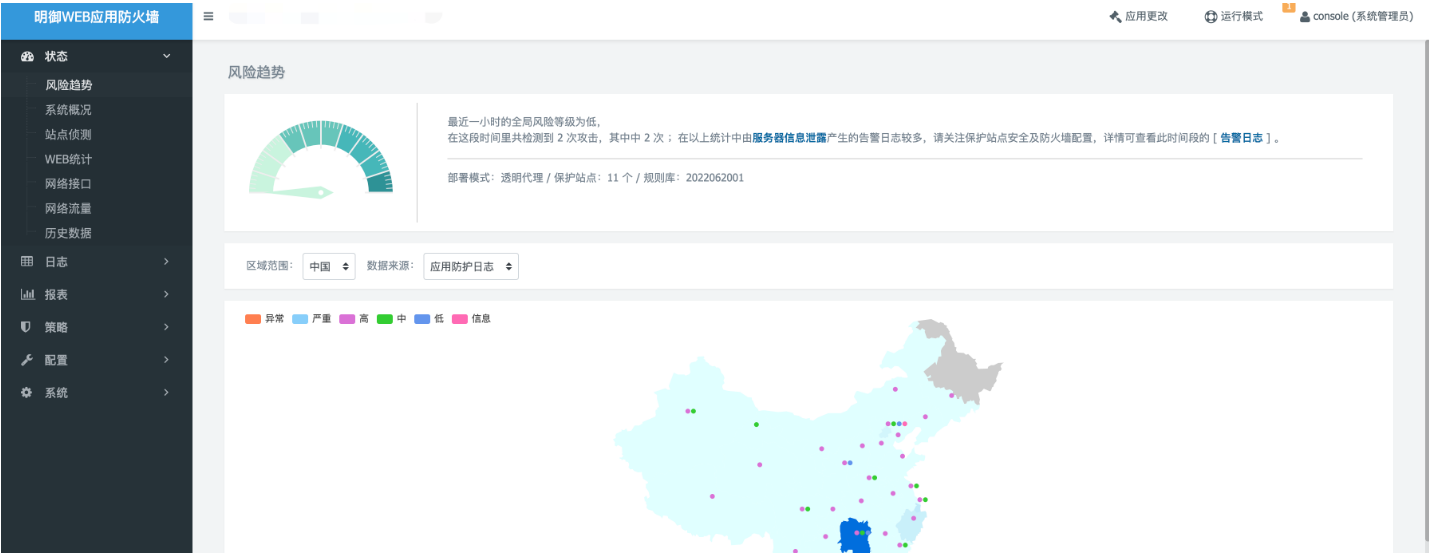 明御WEB应用防火墙
应用更改
运行模式
1
console (系统管理员)
状态
风险趋势
系统概况
站点侦测
WEB统计
网络接口
网络流量
历史数据
日志
报表
策略
配置
系统
风险趋势
最近一小时的全局风险等级为低,
在这段时间里共检测到 2 次攻击，其中中 2 次 ；在以上统计中由服务器信息泄露产生的告警日志较多，请关注保护站点安全及防火墙配置，详情可查看此时间段的 [ 告警日志 ] 。
部署模式：透明代理 / 保护站点：11 个 / 规则库：2022062001
区域范围： 中国 数据来源： 应用防护日志
异常 严重 高 中 低 信息